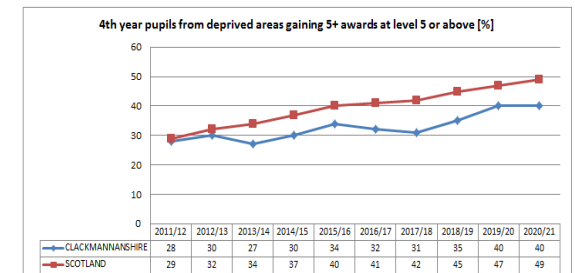 4th year pupils from deprived areas gaining 5+ awards at level 5 or above [%]
60
50
40
30
20
10
0
2011/12 2012/13 2013/14 2014/15 2015/16 2016/17 2017/18 2018/19 2019/20 2020/21
CLACKMANNANSHIRE 28 30 27 30 34 32 31 35 40 40
SCOTLAND 29 32 34 37 40 41 42 45 47 49